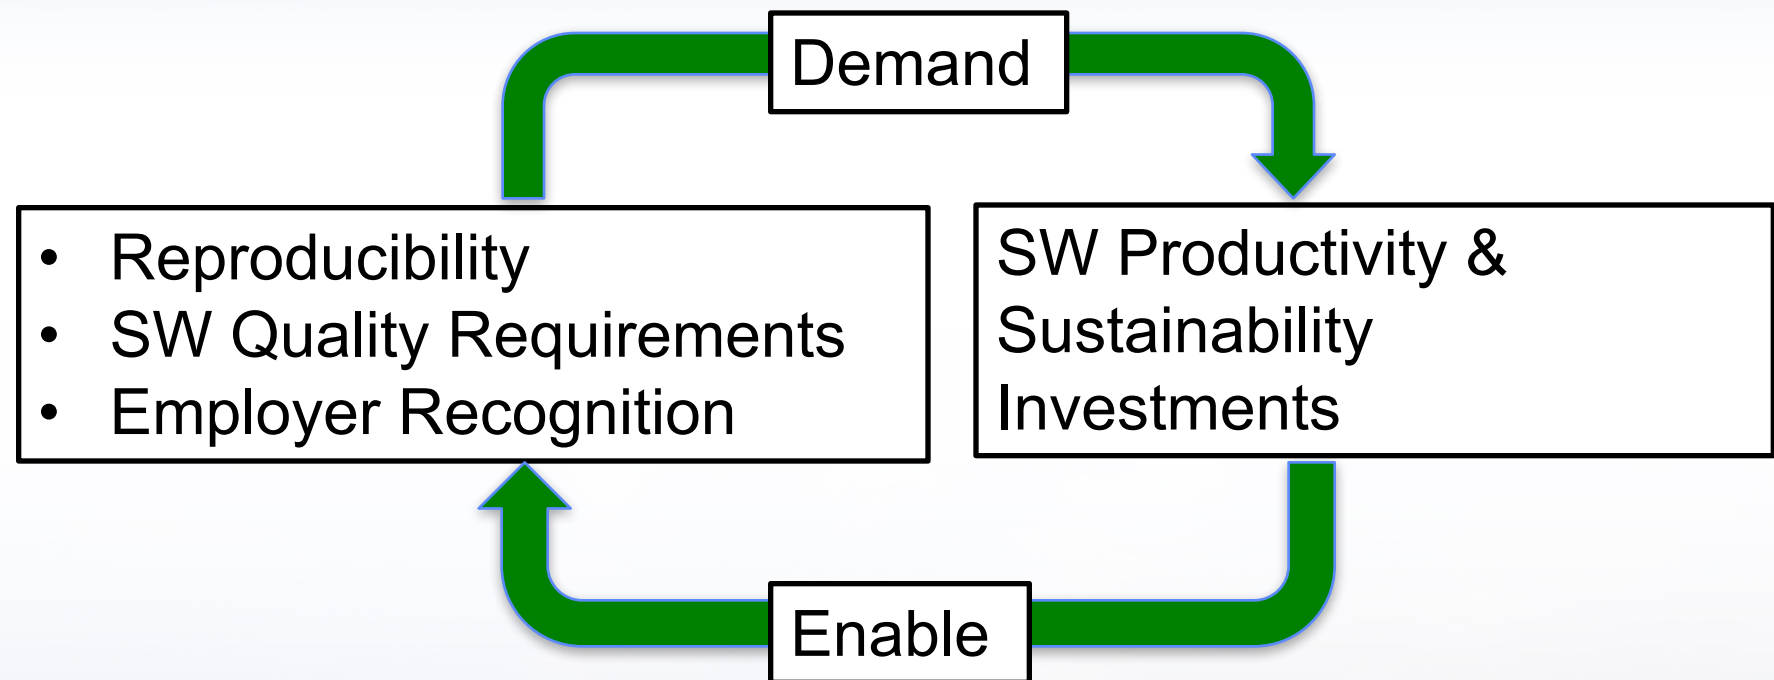 Demand
• Reproducibility
• SW Quality Requirements
• Employer Recognition
SW Productivity &
Sustainability
Investments
Enable